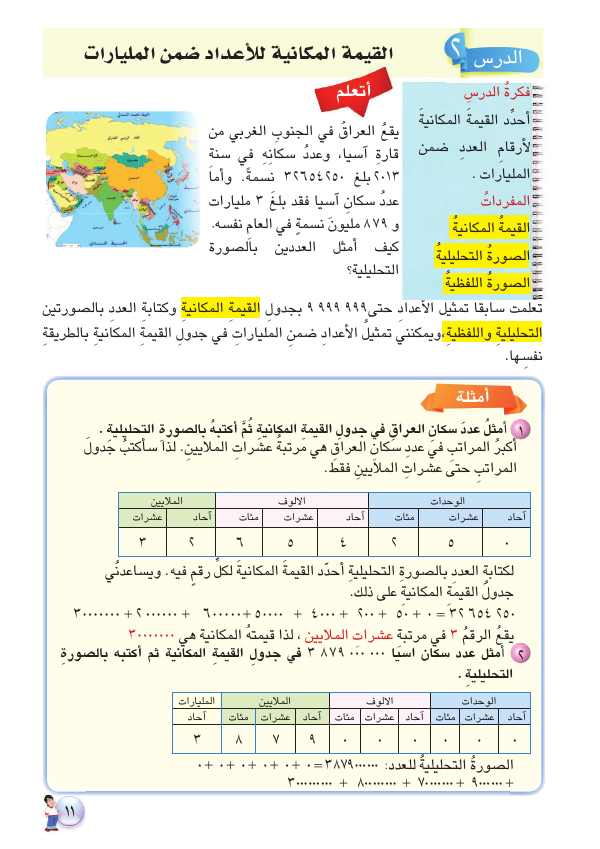 الدرس ٢
القيمة المكانية للأعداد ضمن المليارات
فكرةُ الدرسِ
أحدِّد القيمةَ المكانيةَ
لأرقامِ العددِ ضمن
المليارات .
المفرداتُ
القيمةُ المكانيةُ
الصورةُ التحليليةُ
الصورةُ اللفظيةُ
أتعلم
يقعُ العراقُ في الجنوبِ الغربي من
قارةِ آسيا، وعددُ سكانِه في سنة
٢٠١٣ بلغ ٣٢٦٥٤٢٥٠ نسمةً. وأما
عددُ سكانِ آسيا فقد بلغَ ٣ مليارات
و ٨٧٩ مليونَ نسمةٍ في العام نفسه.
كيف أمثل العددين بالصورة
التحليلية؟
تعلمت سابقا تمثيل الأعدادِ حتى ٩٩٩ ٩٩٩ ٩ بجدولِ القيمةِ المكانيةِ وكتابة العدد بالصورتين
التحليليةِ واللفظيةِ، ويمكنني تمثيلُ الأعدادِ ضمنِ الملياراتِ في جدول القيمةِ المكانيةِ بالطريقةِ
نفسِها.
أمثلة
١ أمثلُ عددَ سكانِ العراقِ في جدولِ القيمةِ المكانيةِ ثُمَّ أكتبهُ بالصورةِ التحليليةِ .
أكبرُ المراتبِ في عددِ سكانِ العراقِ هي مرتبةُ عشراتِ الملايينِ. لذا سأكتبُ جدولَ
المراتبِ حتىَ عشراتِ الملايين فقط.
الوحدات الالوف الملايين
آحاد عشرات مئات آحاد عشرات مئات آحاد عشرات
٠ ٥ ٢ ٤ ٥ ٦ ٢ ٣
لكتابة العدد بالصورةِ التحليليةِ أحدّد القيمةَ المكانيةَ لكلِّ رقمٍ فيه. ويساعدنُي
جدولُ القيمَة المكانيةِ على ذلك.
٢٥٠ ٦٥٤ ٣٢ = ٠ + ٥٠ + ٢٠٠ + ٤٠٠٠ + ٥٠٠٠٠ + ٦٠٠٠٠٠ + ٢٠٠٠٠٠٠ + ٣٠٠٠٠٠٠٠
يقعُ الرقمُ ٣ في مرتبةِ عشراتِ الملايين ، لذا قيمتهُ المكانية هي ٣٠٠٠٠٠٠٠
٢ أمثل عدد سكان آسيا ٠٠٠ ٠٠٠ ٨٧٩ ٣ في جدول القيمةِ المكانية ثم أكتبه بالصورةِ
التحليليةِ .
الوحدات الالوف الملايين المليارات
آحاد عشرات مئات آحاد عشرات مئات آحاد عشرات مئات آحاد
٠ ٠ ٠ ٠ ٠ ٠ ٩ ٧ ٨ ٣
الصورةُ التحليليةُ للعدد: ٣٨٧٩٠٠٠٠٠٠ = ٠ + ٠ + ٠ + ٠ + ٠ + ٠ +
+ ٩٠٠٠٠٠٠ + ٧٠٠٠٠٠٠٠ + ٨٠٠٠٠٠٠٠٠ + ٣٠٠٠٠٠٠٠٠٠
١١